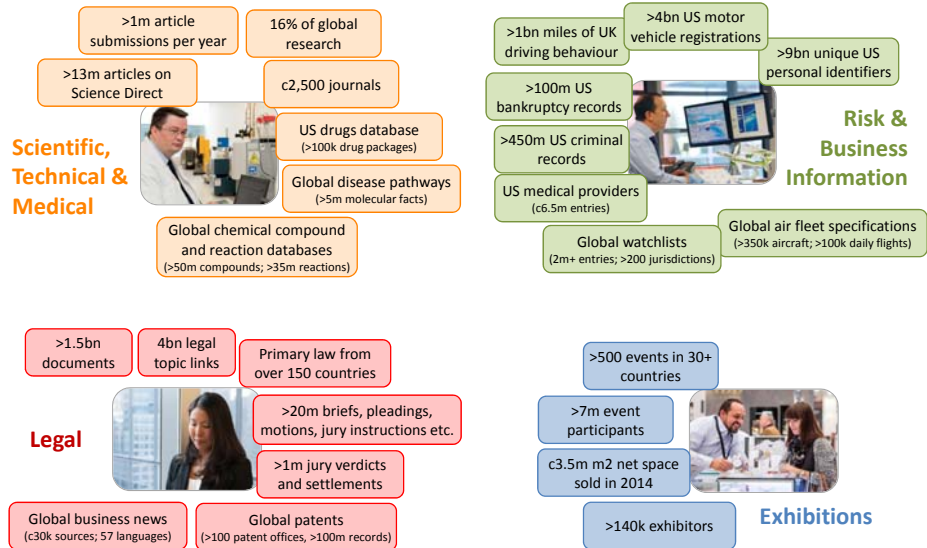 >1m article
submissions per year
16% of global
research
>13m articles on
Science Direct
c2,500 journals
US drugs database
(>100k drug packages)
Scientific,
Technical &
Medical
Global disease pathways
(>5m molecular facts)
Global chemical compound
and reaction databases
(>50m compounds; >35m reactions)
>1bn miles of UK
driving behaviour
>4bn US motor
vehicle registrations
>9bn unique US
personal identifiers
>100m US
bankruptcy records
>450m US criminal
records
Risk &
Business
Information
US medical providers
(c6.5m entries)
Global watchlists
(2m+ entries; >200 jurisdictions)
Global air fleet specifications
(>350k aircraft; >100k daily flights)
>1.5bn
documents
4bn legal
topic links
Primary law from
over 150 countries
>20m briefs, pleadings,
motions, jury instructions etc.
Legal
>1m jury verdicts
and settlements
Global business news
(c30k sources; 57 languages)
Global patents
(>100 patent offices, >100m records)
>500 events in 30+
countries
>7m event
participants
c3.5m m2 net space
sold in 2014
>140k exhibitors
Exhibitions